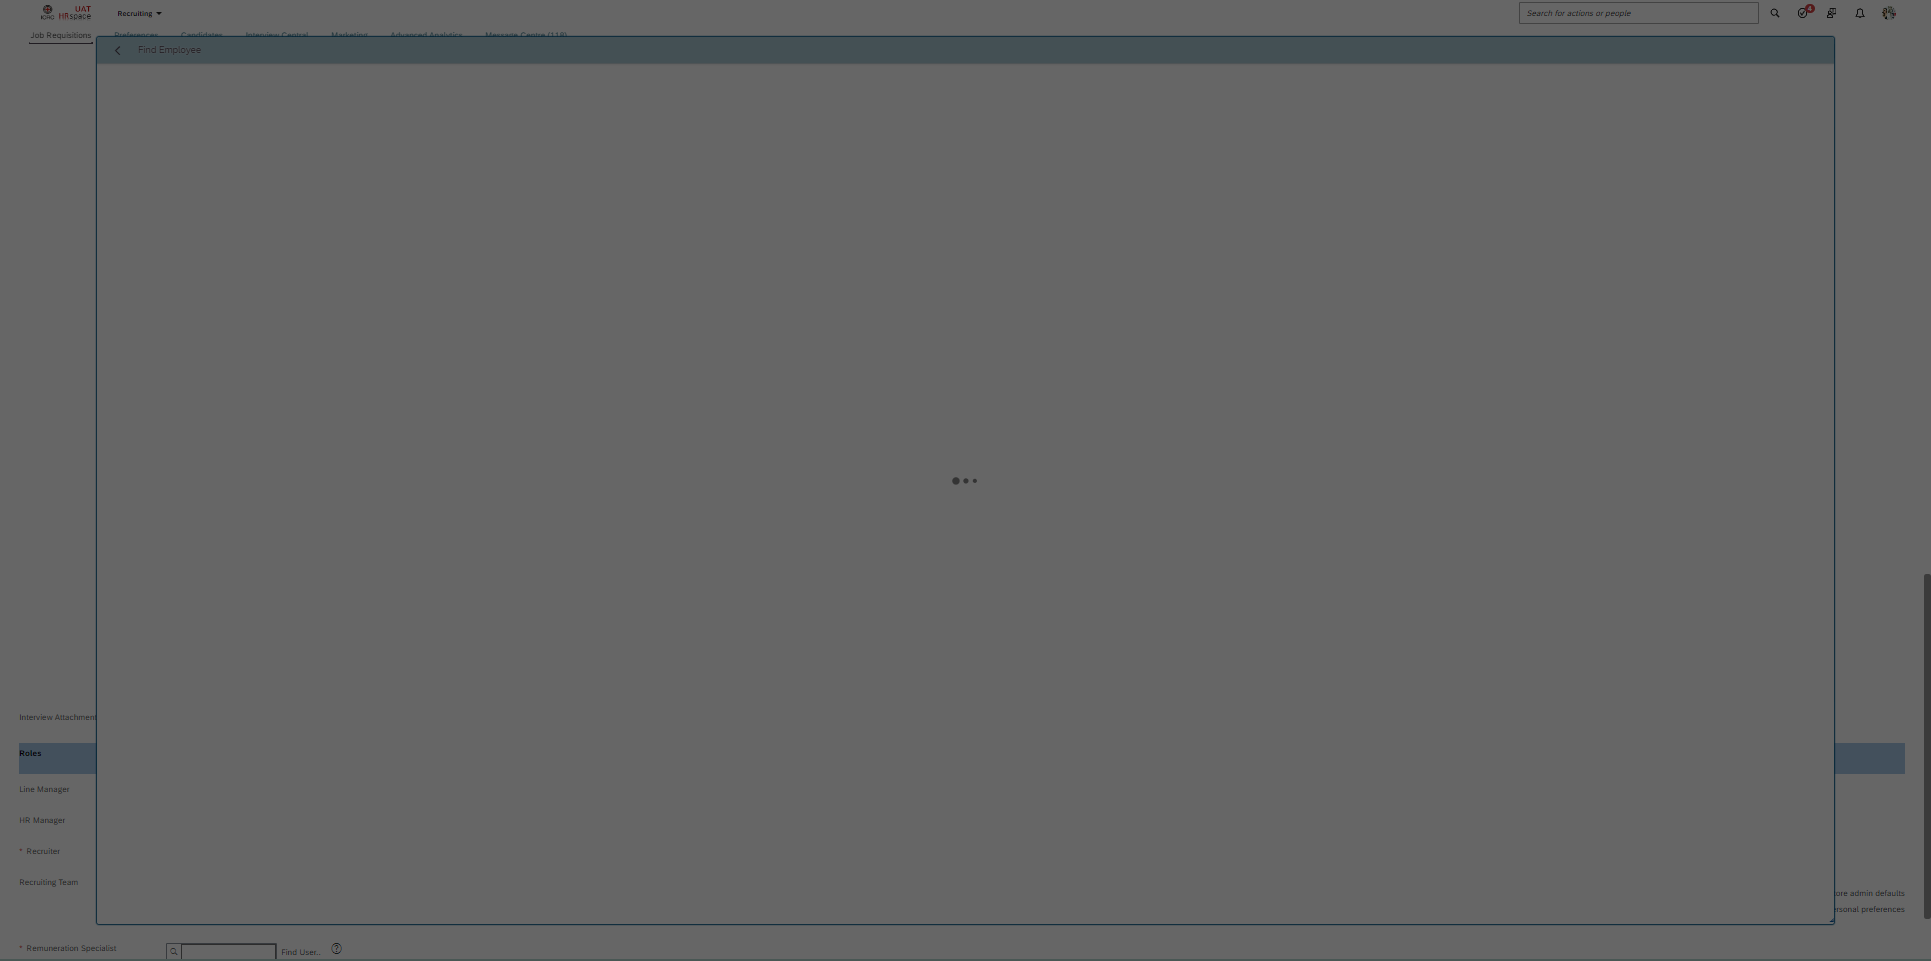 ICRC
UAT
HRspace
Recruiting
Search for actions or people
4
Job Requisitions
Preferences
Candidates
Interview Central
Marketing
Advanced Analytics
Message Centre (118)
Find Employee
Interview Attachment
Roles
Line Manager
HR Manager
* Recruiter
Recruiting Team
ore admin defaults
rsonal preferences
* Remuneration Specialist
Find User...